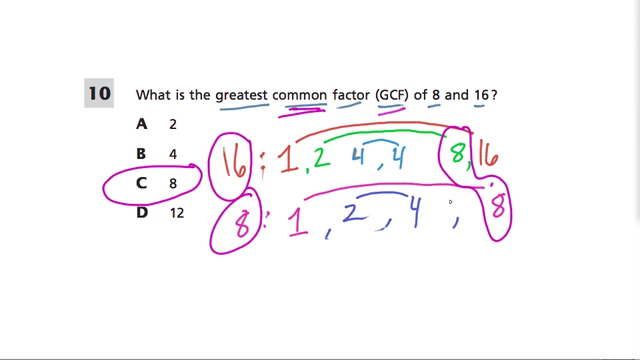 10 What is the greatest common factor (GCF) of 8 and 16?
A 2
B 4
C 8
D 12
16 : 1, 2 4, 4 8, 16
8 : 1, 2, 4, 8